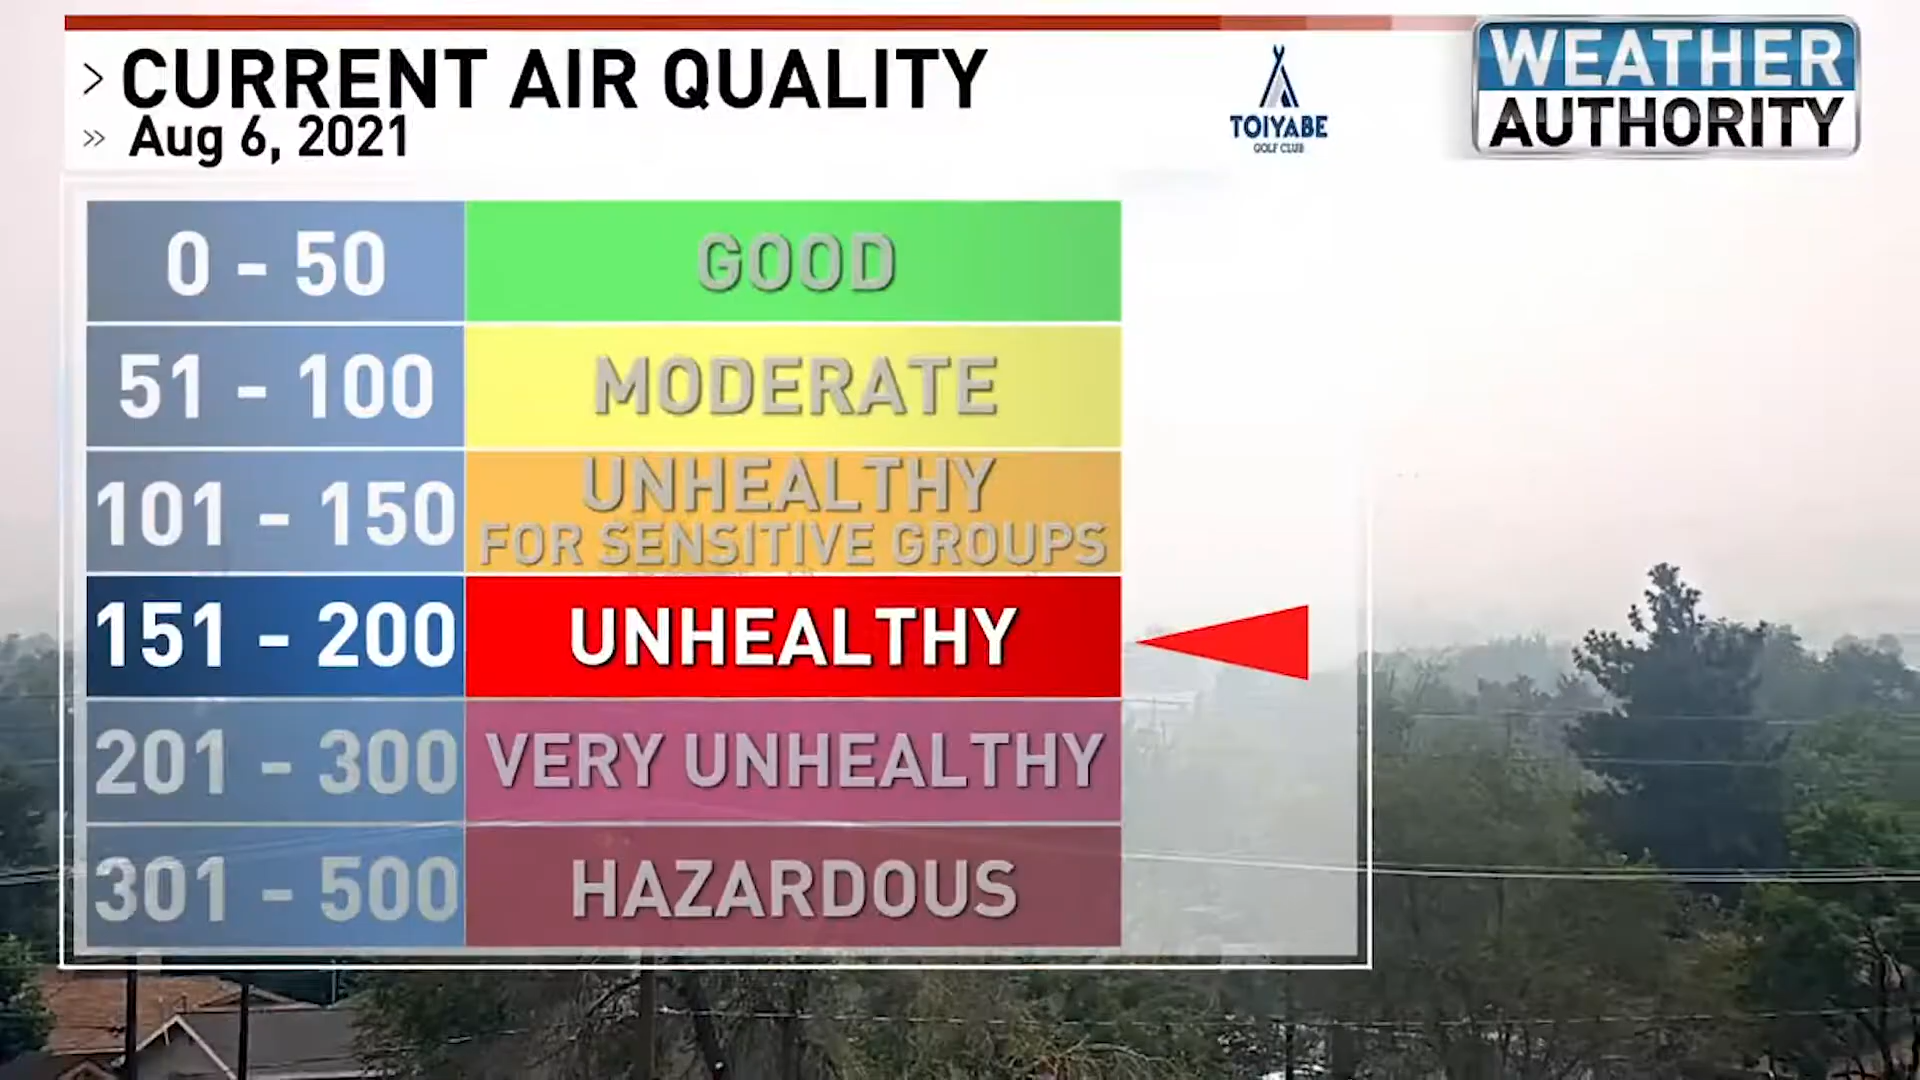 > CURRENT AIR QUALITY
>> Aug 6, 2021
TOIYABE
GOLF CLUB
WEATHER
AUTHORITY
0 - 50 GOOD
51 - 100 MODERATE
101 - 150 UNHEALTHY
FOR SENSITIVE GROUPS
151 - 200 UNHEALTHY
201 - 300 VERY UNHEALTHY
301 - 500 HAZARDOUS